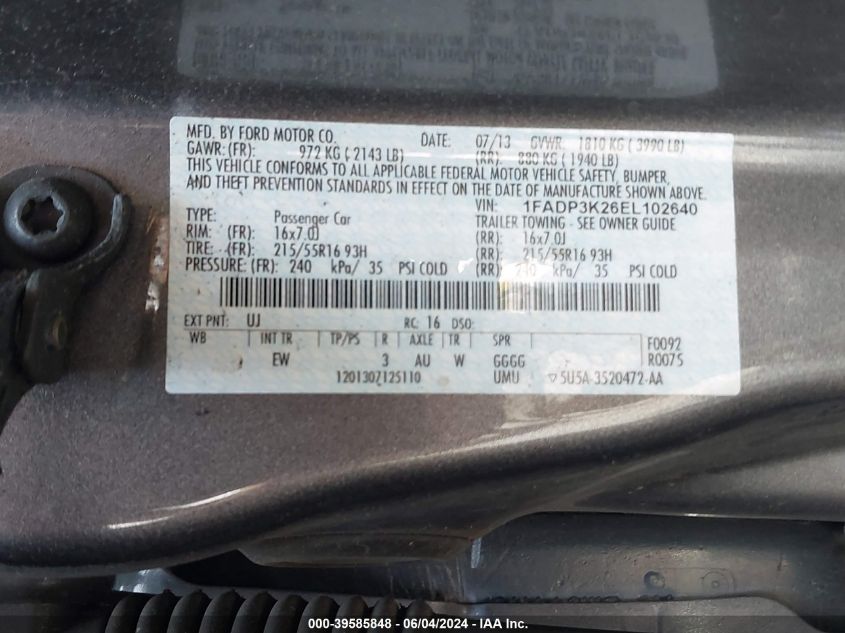 MFD. BY FORD MOTOR CO. DATE: 07/13 GVWR: 1810 KG ( 3990 LB)
GAWR: (FR): 972 KG ( 2143 LB) (RR): 880 KG ( 1940 LB)
THIS VEHICLE CONFORMS TO ALL APPLICABLE FEDERAL MOTOR VEHICLE SAFETY, BUMPER,
AND THEFT PREVENTION STANDARDS IN EFFECT ON THE DATE OF MANUFACTURE SHOWN ABOVE.
VIN: 1FADP3K26EL102640
TYPE: Passenger Car TRAILER TOWING - SEE OWNER GUIDE
RIM: (FR): 16x7.0J (RR): 16x7.0J
TIRE: (FR): 215/55R16 93H (RR): 215/55R16 93H
PRESSURE: (FR): 240 kPa/ 35 PSI COLD (RR): 240 kPa/ 35 PSI COLD
EXT PNT: UJ RC: 16 DSO:
WB INT TR TP/PS R AXLE TR SPR F0092
EW 3 AU W GGGG R0075
1201307125110 UMU ▽5U5A-3520472-AA
000-39585848 - 06/04/2024 - IAA Inc.